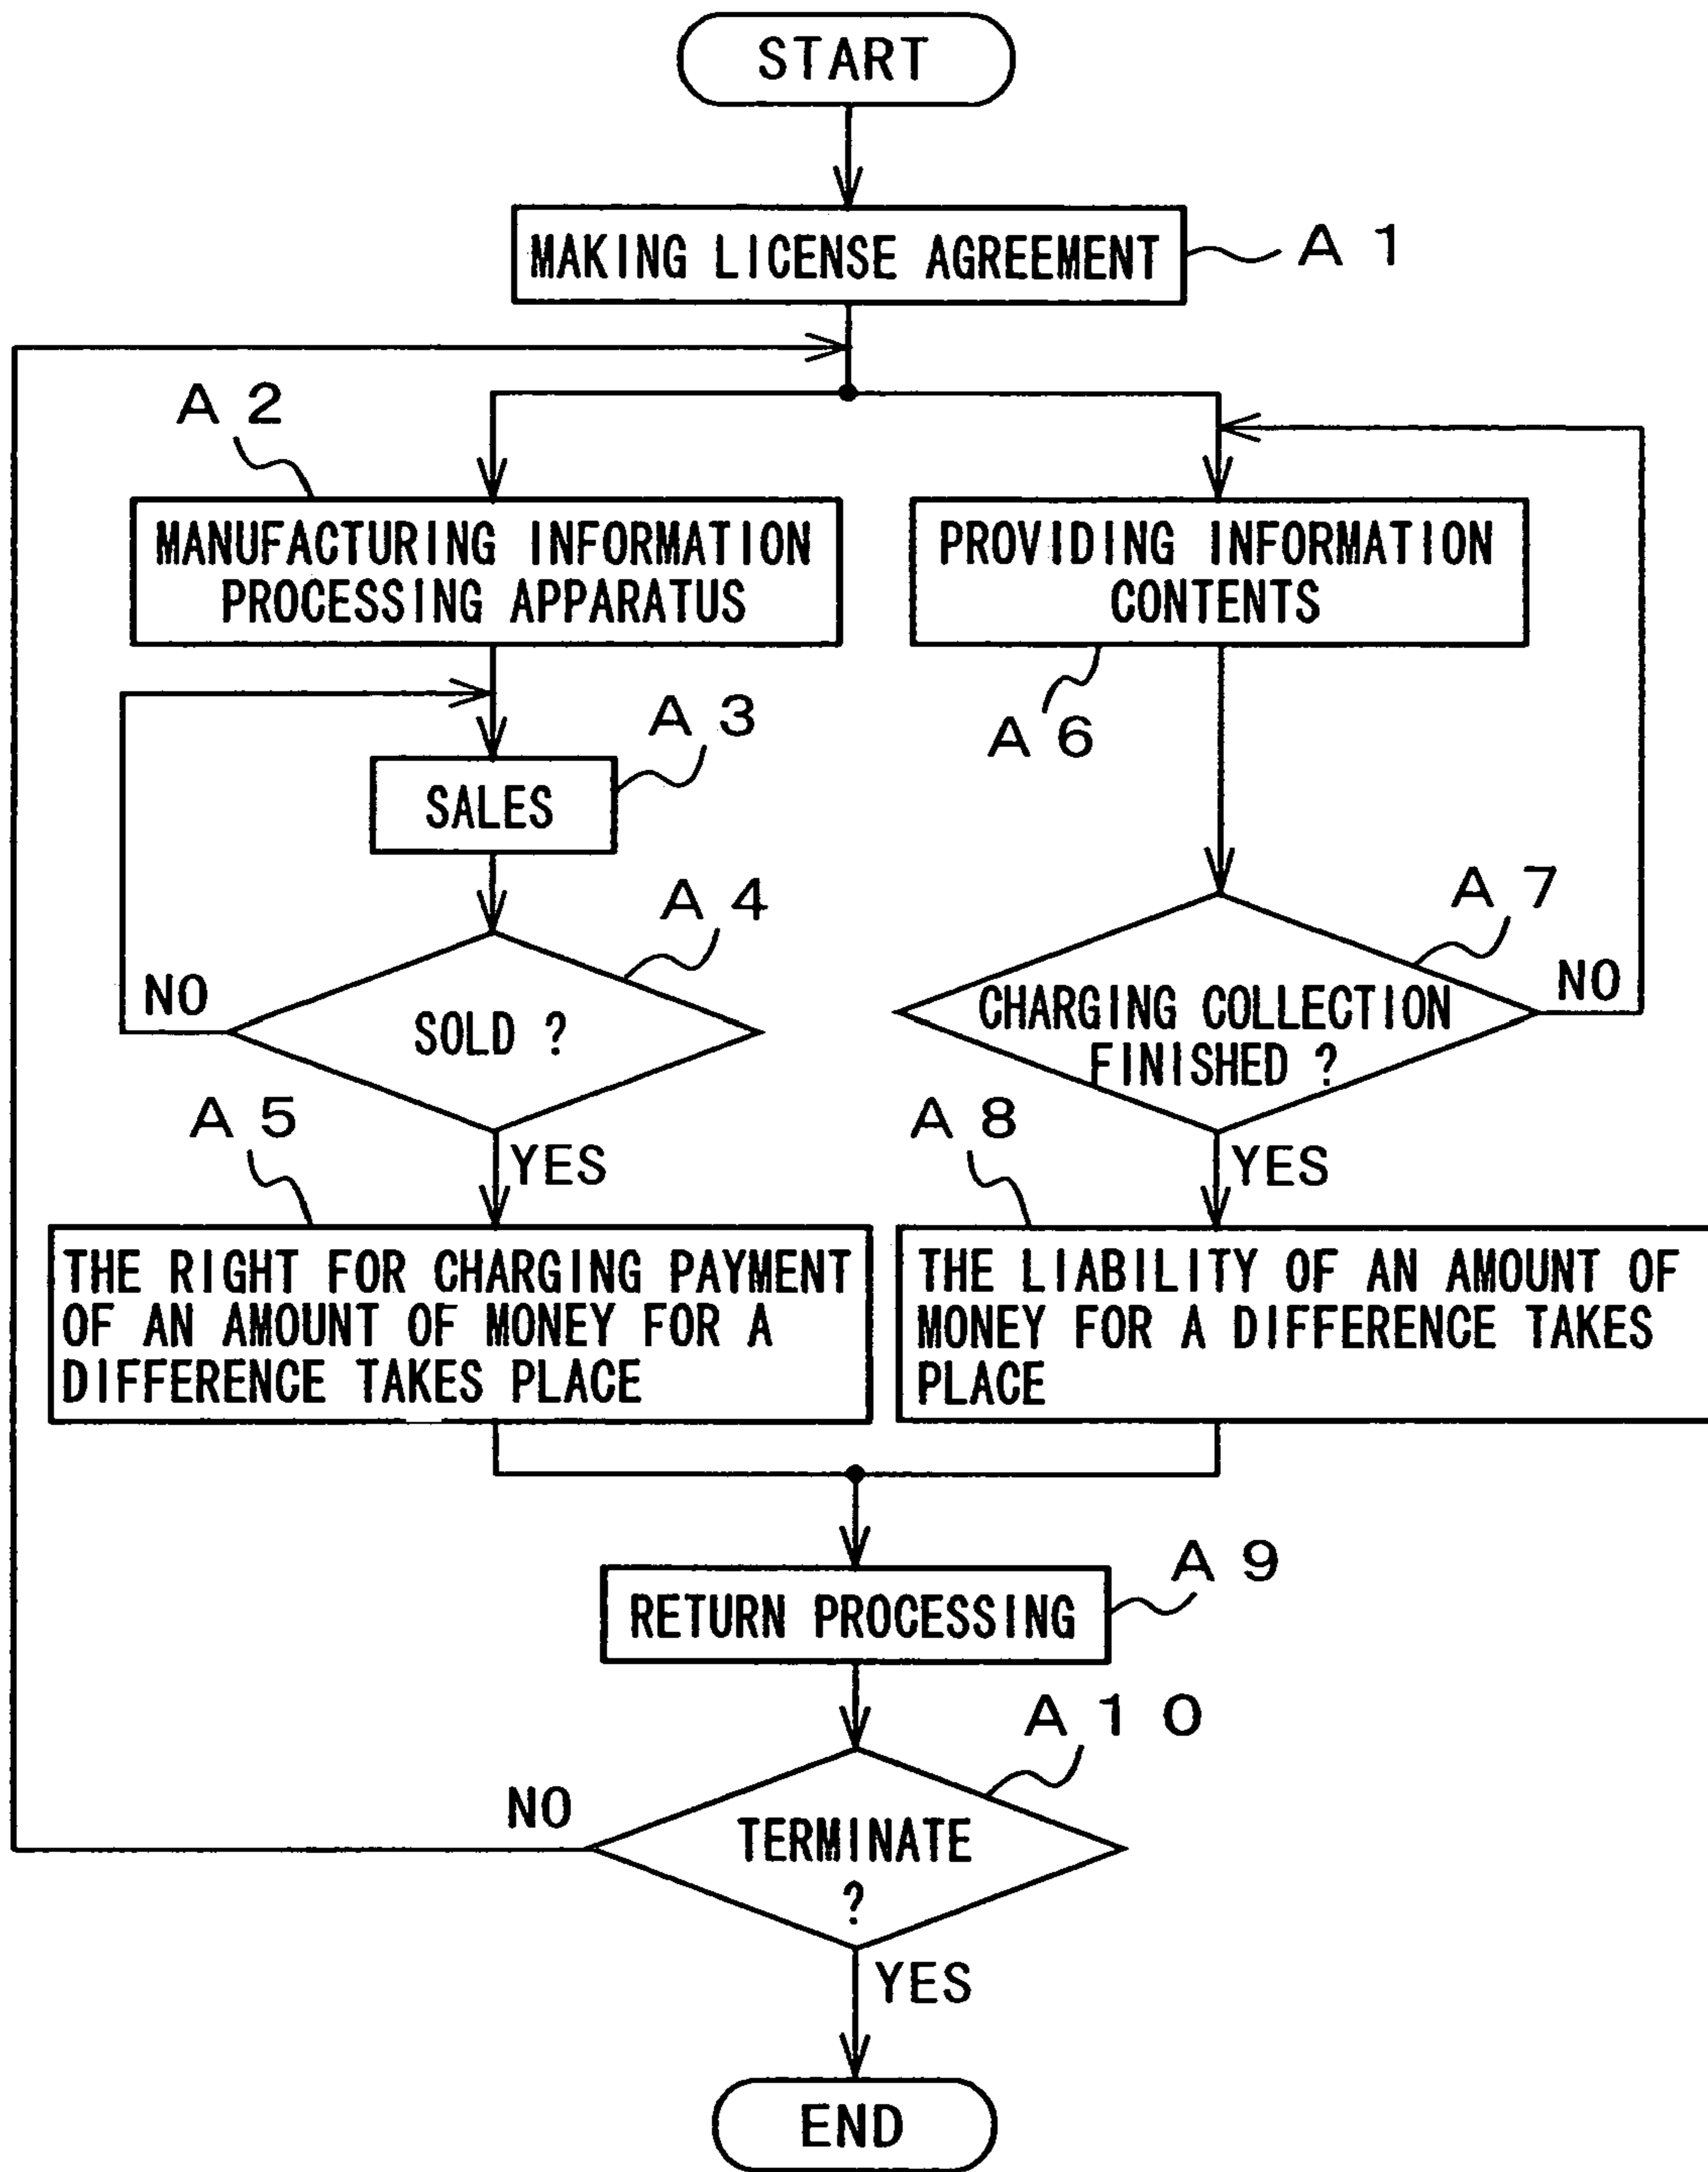 START
MAKING LICENSE AGREEMENT
A 1
A 2
MANUFACTURING INFORMATION
PROCESSING APPARATUS
PROVIDING INFORMATION
CONTENTS
A 3
A 6
SALES
A 4
A 7
NO
SOLD ?
CHARGING COLLECTION
FINISHED ?
NO
A 5
YES
A 8
YES
THE RIGHT FOR CHARGING PAYMENT
OF AN AMOUNT OF MONEY FOR A
DIFFERENCE TAKES PLACE
THE LIABILITY OF AN AMOUNT OF
MONEY FOR A DIFFERENCE TAKES
PLACE
A 9
RETURN PROCESSING
A 1 0
NO
TERMINATE
?
YES
END